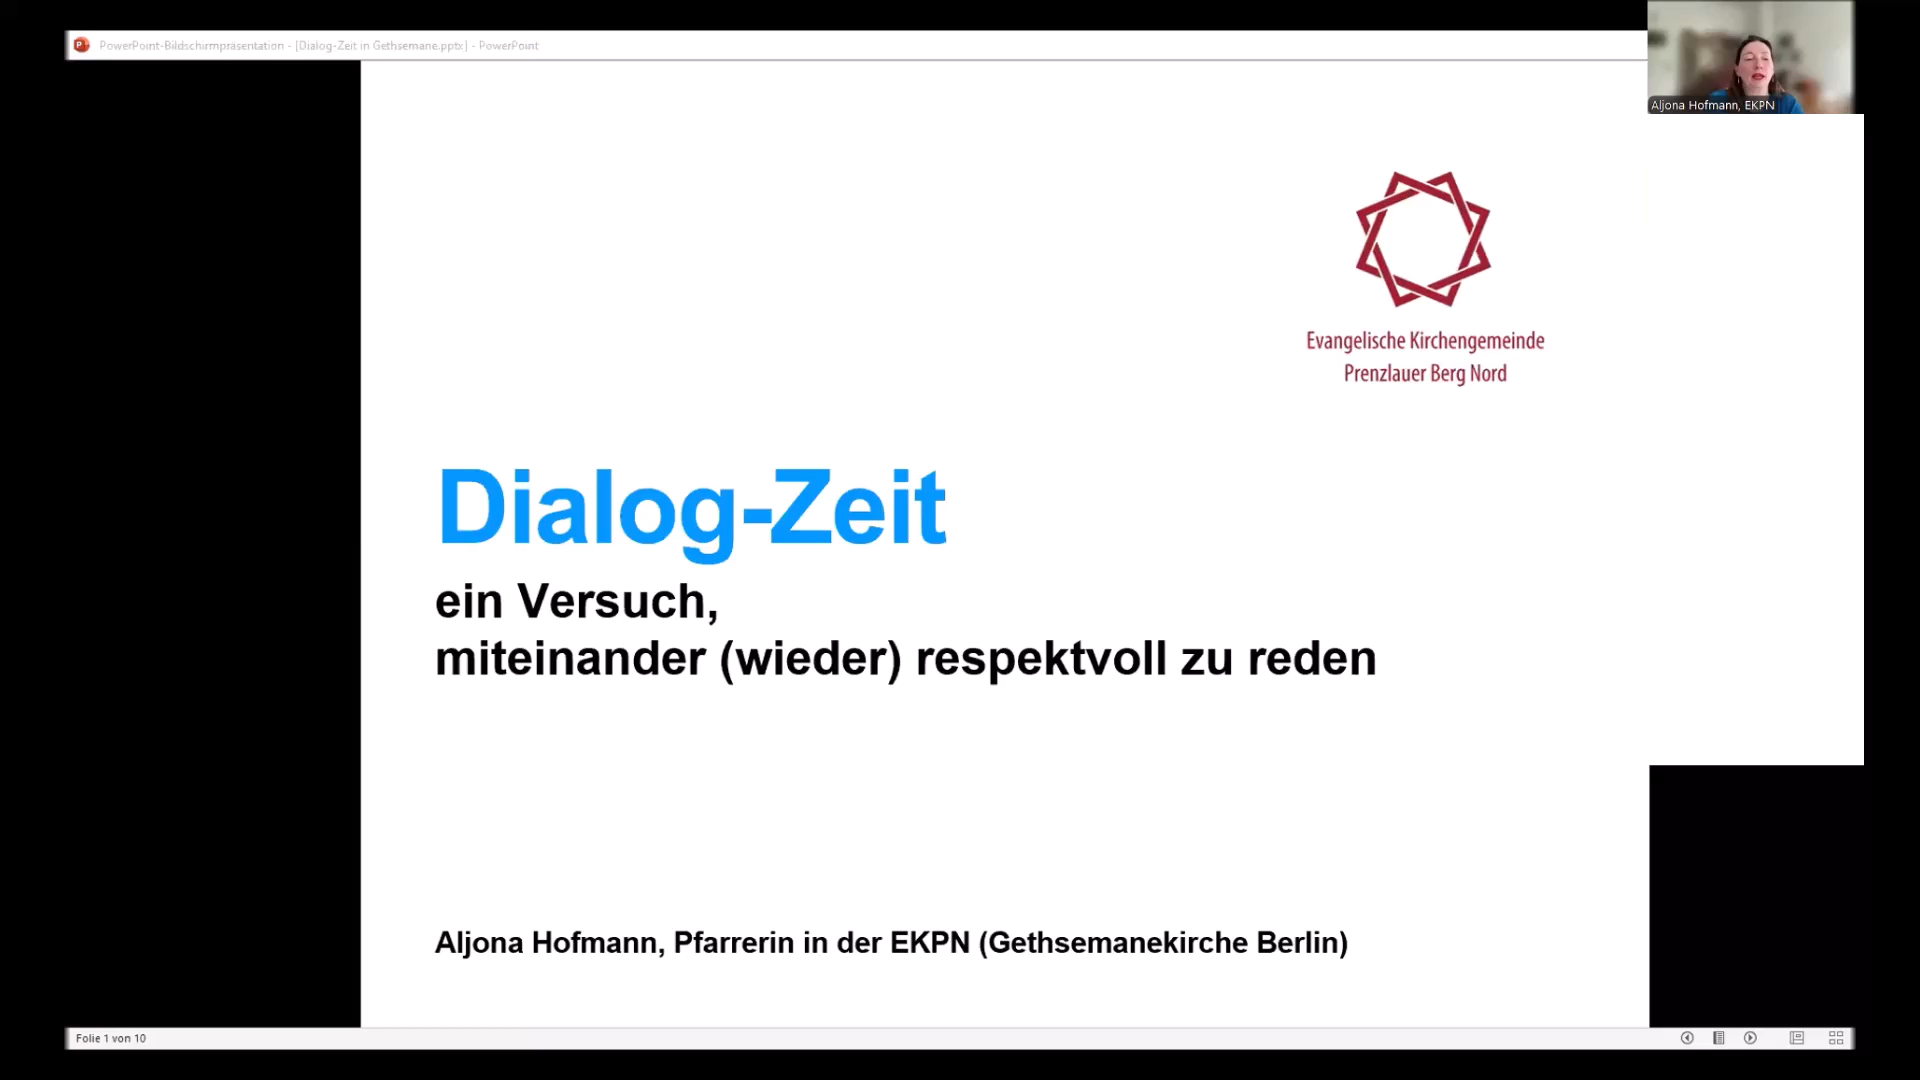 PowerPoint-Bildschirmpräsentation - [Dialog-Zeit in Gethsemane.pptx] - PowerPoint
Aljona Hofmann, EKPN
Evangelische Kirchengemeinde
Prenzlauer Berg Nord
Dialog-Zeit
ein Versuch,
miteinander (wieder) respektvoll zu reden
Aljona Hofmann, Pfarrerin in der EKPN (Gethsemanekirche Berlin)
Folie 1 von 10